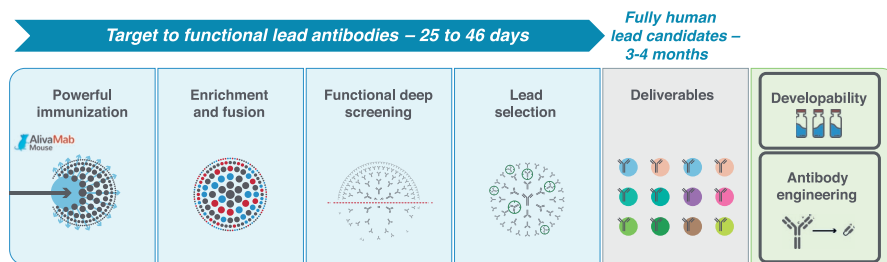 Target to functional lead antibodies – 25 to 46 days
Fully human
lead candidates –
3-4 months
Powerful
immunization
AlivaMab
Mouse
Enrichment
and fusion
Functional deep
screening
Lead
selection
Deliverables
Developability
Antibody
engineering